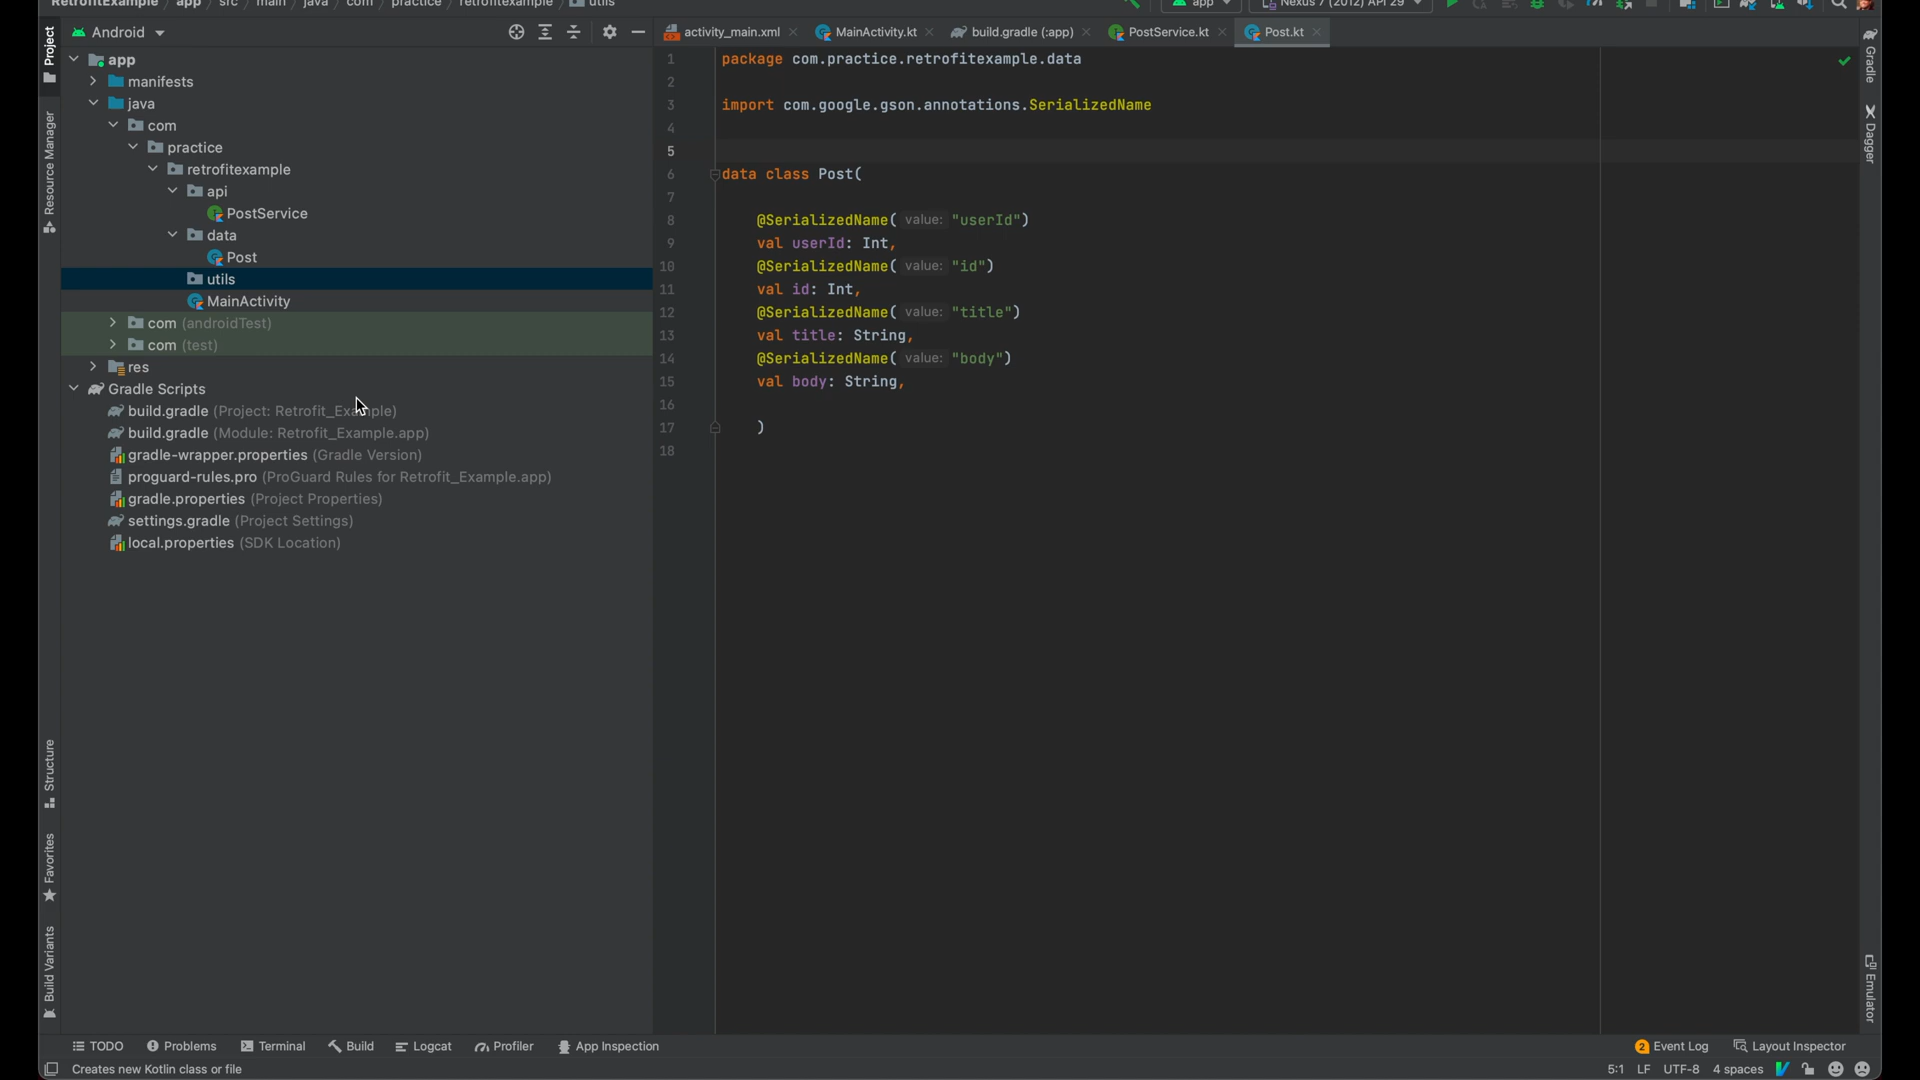 RetrofitExample app src main java com practice retrofitexample utils
app Nexus 7 (2012) API 29
Android
activity_main.xml MainActivity.kt build.gradle (:app) PostService.kt Post.kt
Project
Resource Manager
Structure
Favorites
Build Variants
app
manifests
java
com
practice
retrofitexample
api
PostService
data
Post
utils
MainActivity
com (androidTest)
com (test)
res
Gradle Scripts
build.gradle (Project: Retrofit_Example)
build.gradle (Module: Retrofit_Example.app)
gradle-wrapper.properties (Gradle Version)
proguard-rules.pro (ProGuard Rules for Retrofit_Example.app)
gradle.properties (Project Properties)
settings.gradle (Project Settings)
local.properties (SDK Location)
1 package com.practice.retrofitexample.data
2
3 import com.google.gson.annotations.SerializedName
4
5
6 data class Post(
7
8 @SerializedName( value: "userId")
9 val userId: Int,
10 @SerializedName( value: "id")
11 val id: Int,
12 @SerializedName( value: "title")
13 val title: String,
14 @SerializedName( value: "body")
15 val body: String,
16
17 )
18
Gradle
Dagger
Emulator
TODO Problems Terminal Build Logcat Profiler App Inspection 2 Event Log Layout Inspector
Creates new Kotlin class or file 5:1 LF UTF-8 4 spaces